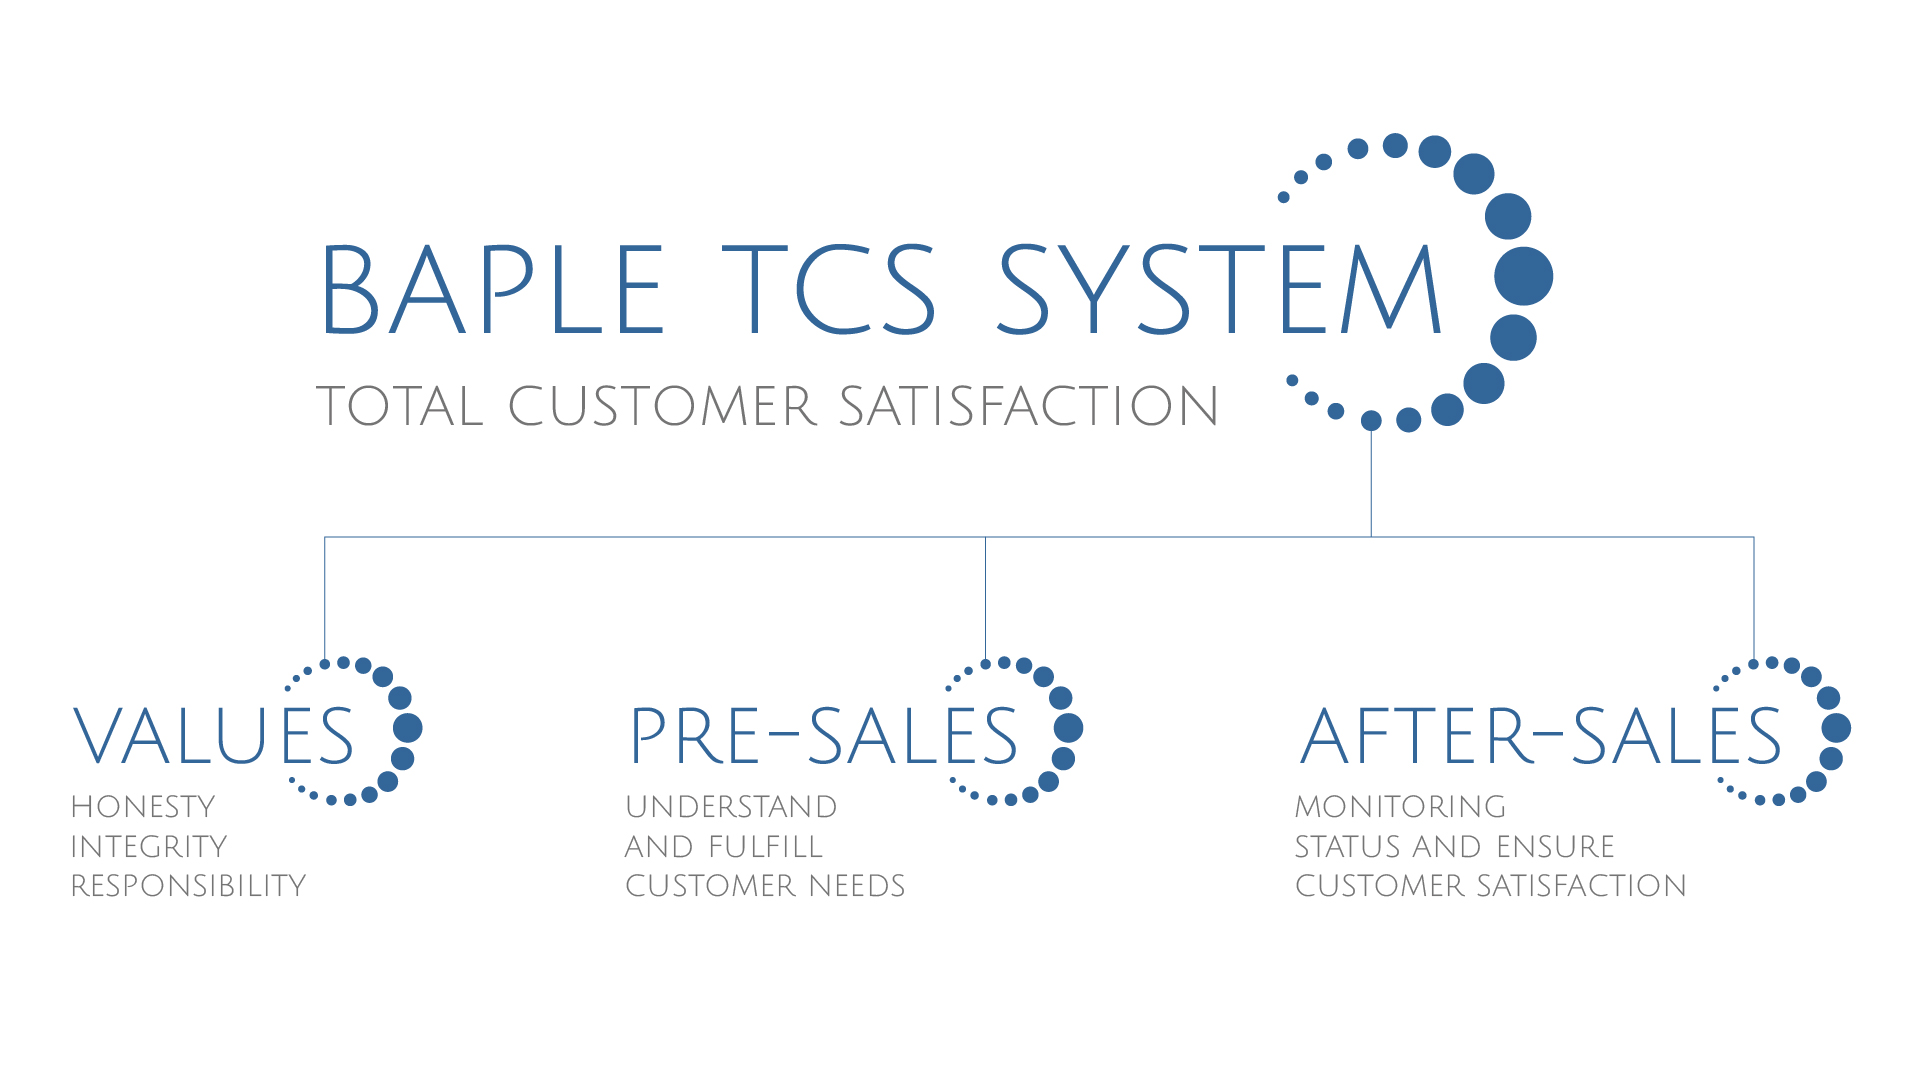 BAPLE TCS SYSTEM
TOTAL CUSTOMER SATISFACTION
VALUES
HONESTY
INTEGRITY
RESPONSIBILITY
PRE-SALES
UNDERSTAND
AND FULFILL
CUSTOMER NEEDS
AFTER-SALES
MONITORING
STATUS AND ENSURE
CUSTOMER SATISFACTION